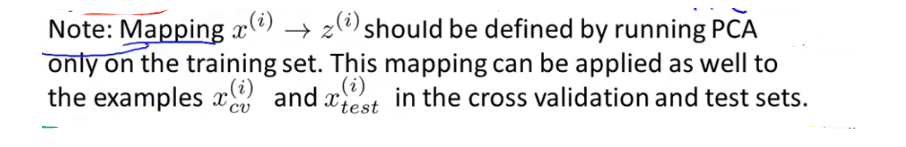 Note: Mapping x^{(i)} → z^{(i)} should be defined by running PCA
only on the training set. This mapping can be applied as well to
the examples x_{cv}^{(i)} and x_{test}^{(i)} in the cross validation and test sets.